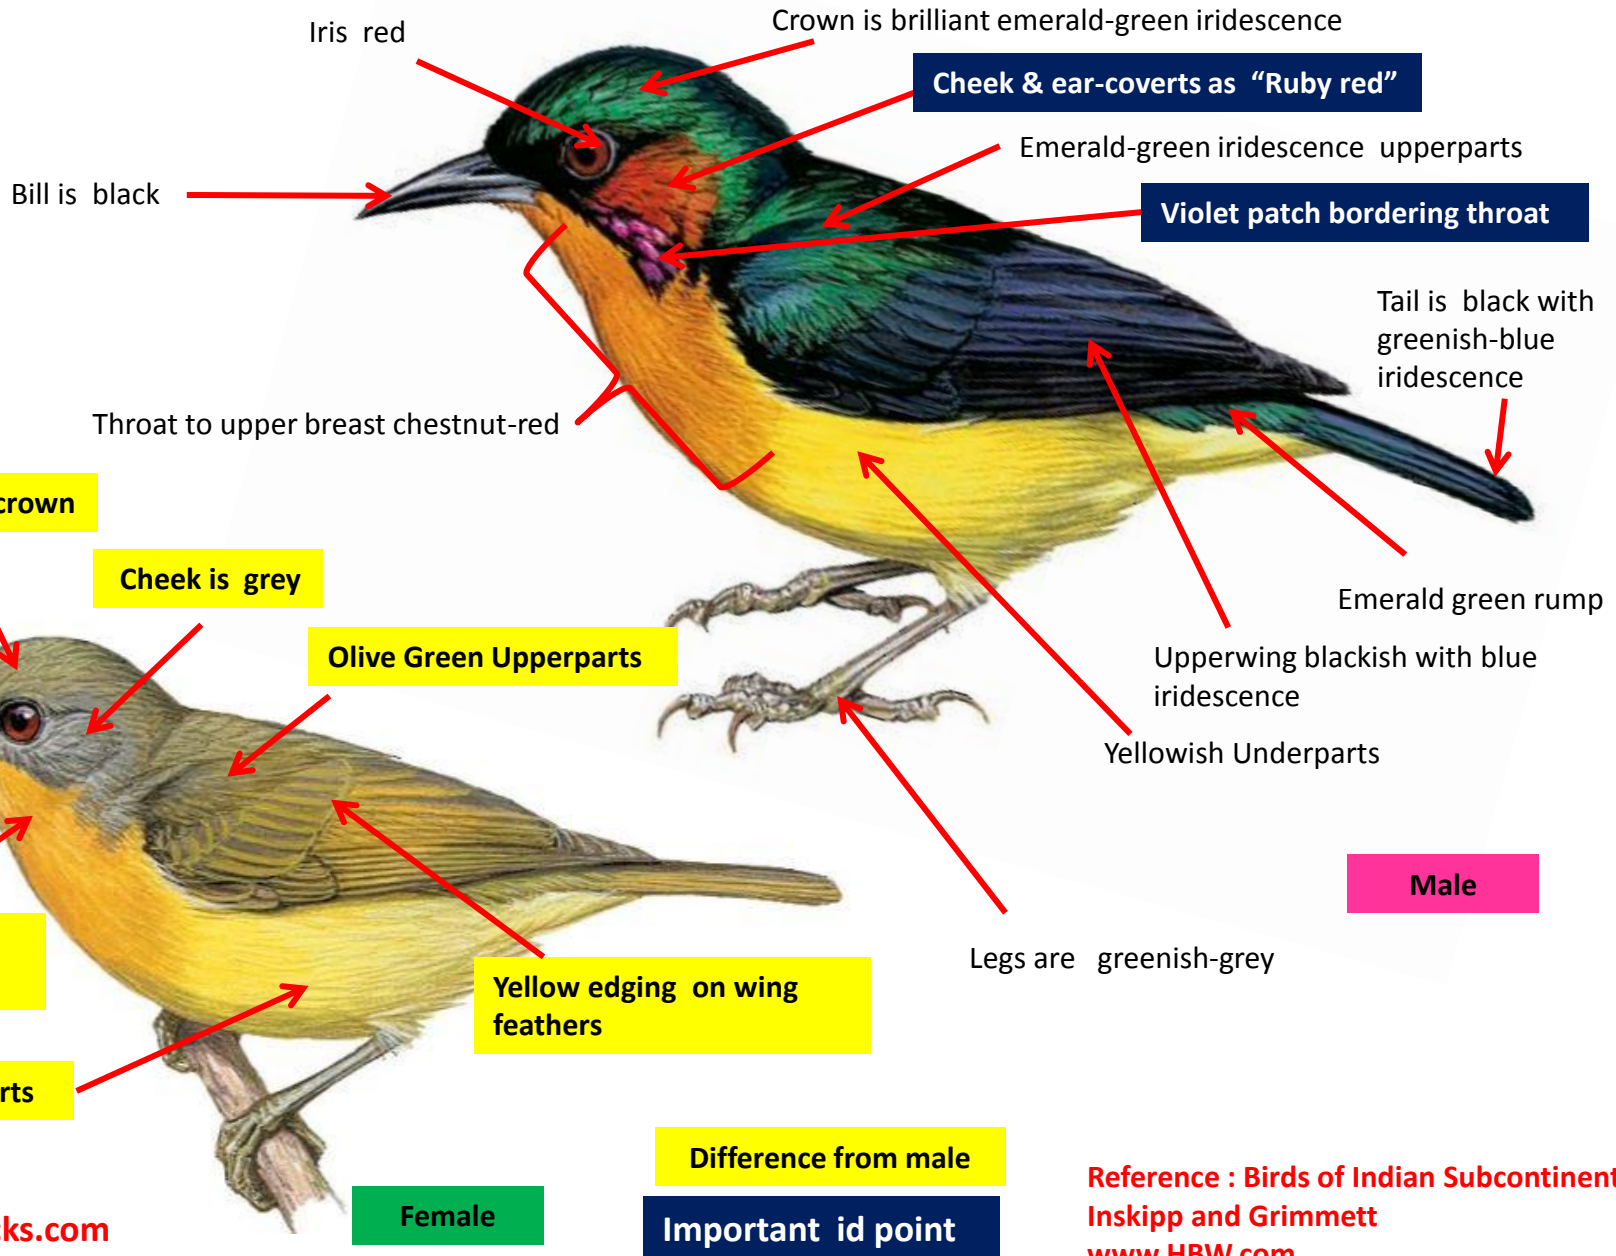 Iris red
Crown is brilliant emerald-green iridescence
Cheek & ear-coverts as “Ruby red”
Emerald-green iridescence upperparts
Bill is black
Violet patch bordering throat
Tail is black with
greenish-blue
iridescence
Throat to upper breast chestnut-red
crown
Cheek is grey
Emerald green rump
Olive Green Upperparts
Upperwing blackish with blue
iridescence
Yellowish Underparts
Male
Legs are greenish-grey
Yellow edging on wing
feathers
rts
Difference from male
Female
Important id point
Reference : Birds of Indian Subcontinent
Inskipp and Grimmett
www.HBW.com
cks.com